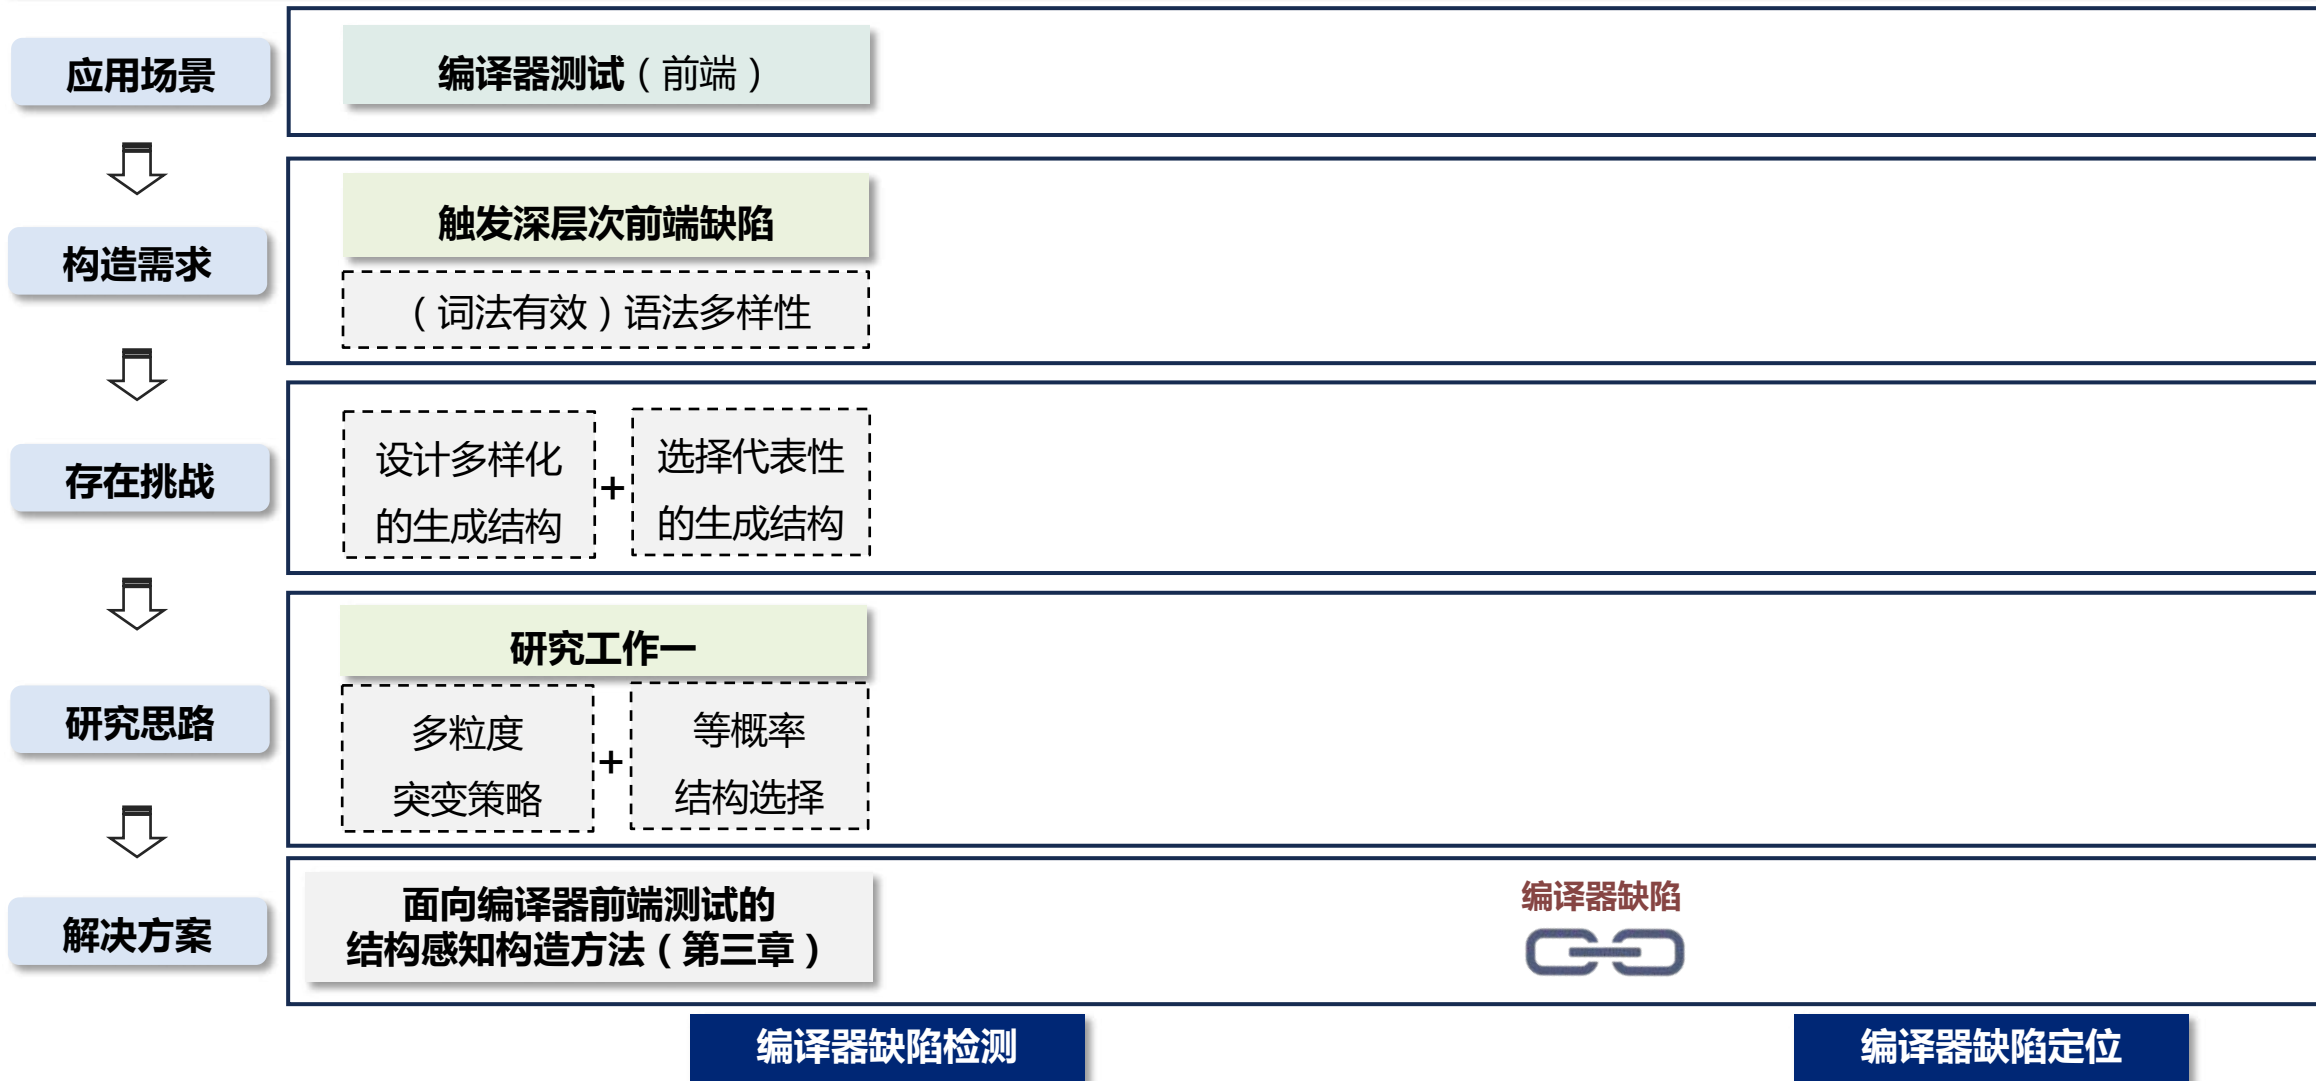 应用场景
编译器测试（前端）
构造需求
触发深层次前端缺陷
（词法有效）语法多样性
存在挑战
设计多样化
的生成结构
+
选择代表性
的生成结构
研究思路
研究工作一
多粒度
突变策略
+
等概率
结构选择
解决方案
面向编译器前端测试的
结构感知构造方法（第三章）
编译器缺陷
编译器缺陷检测
编译器缺陷定位